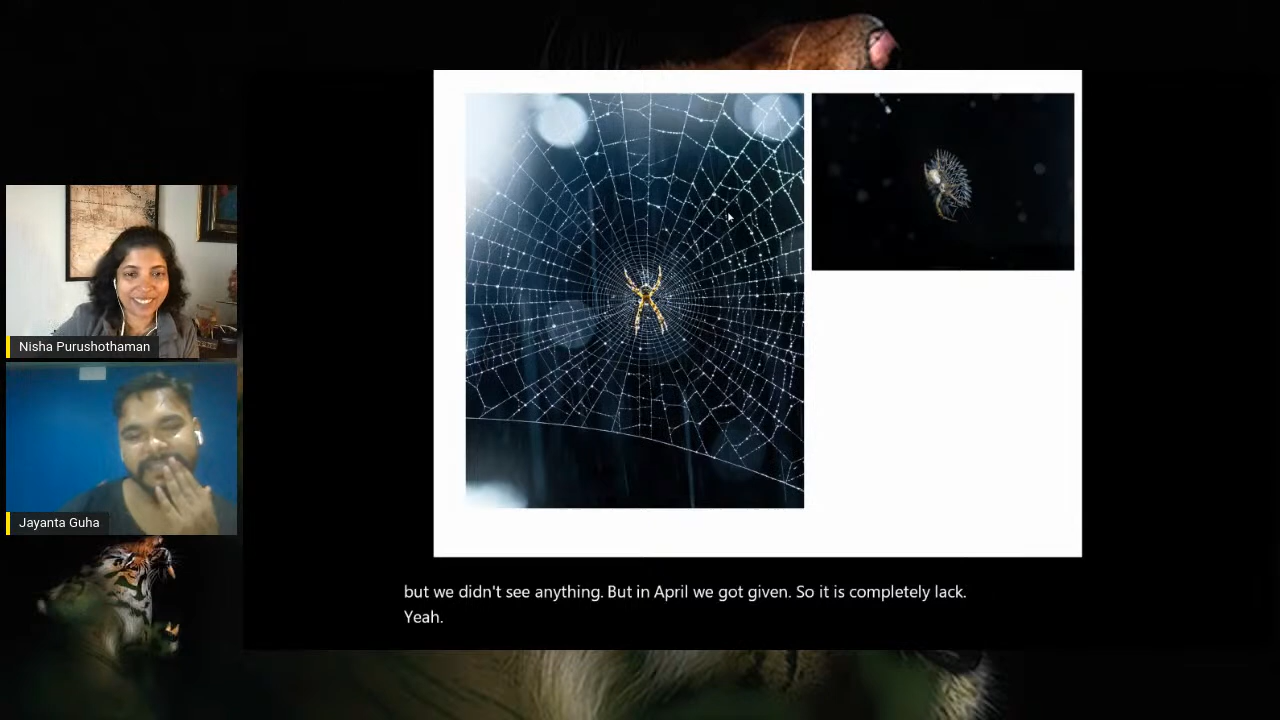 Nisha Purushothaman
Jayanta Guha
but we didn't see anything. But in April we got given. So it is completely lack.
Yeah.